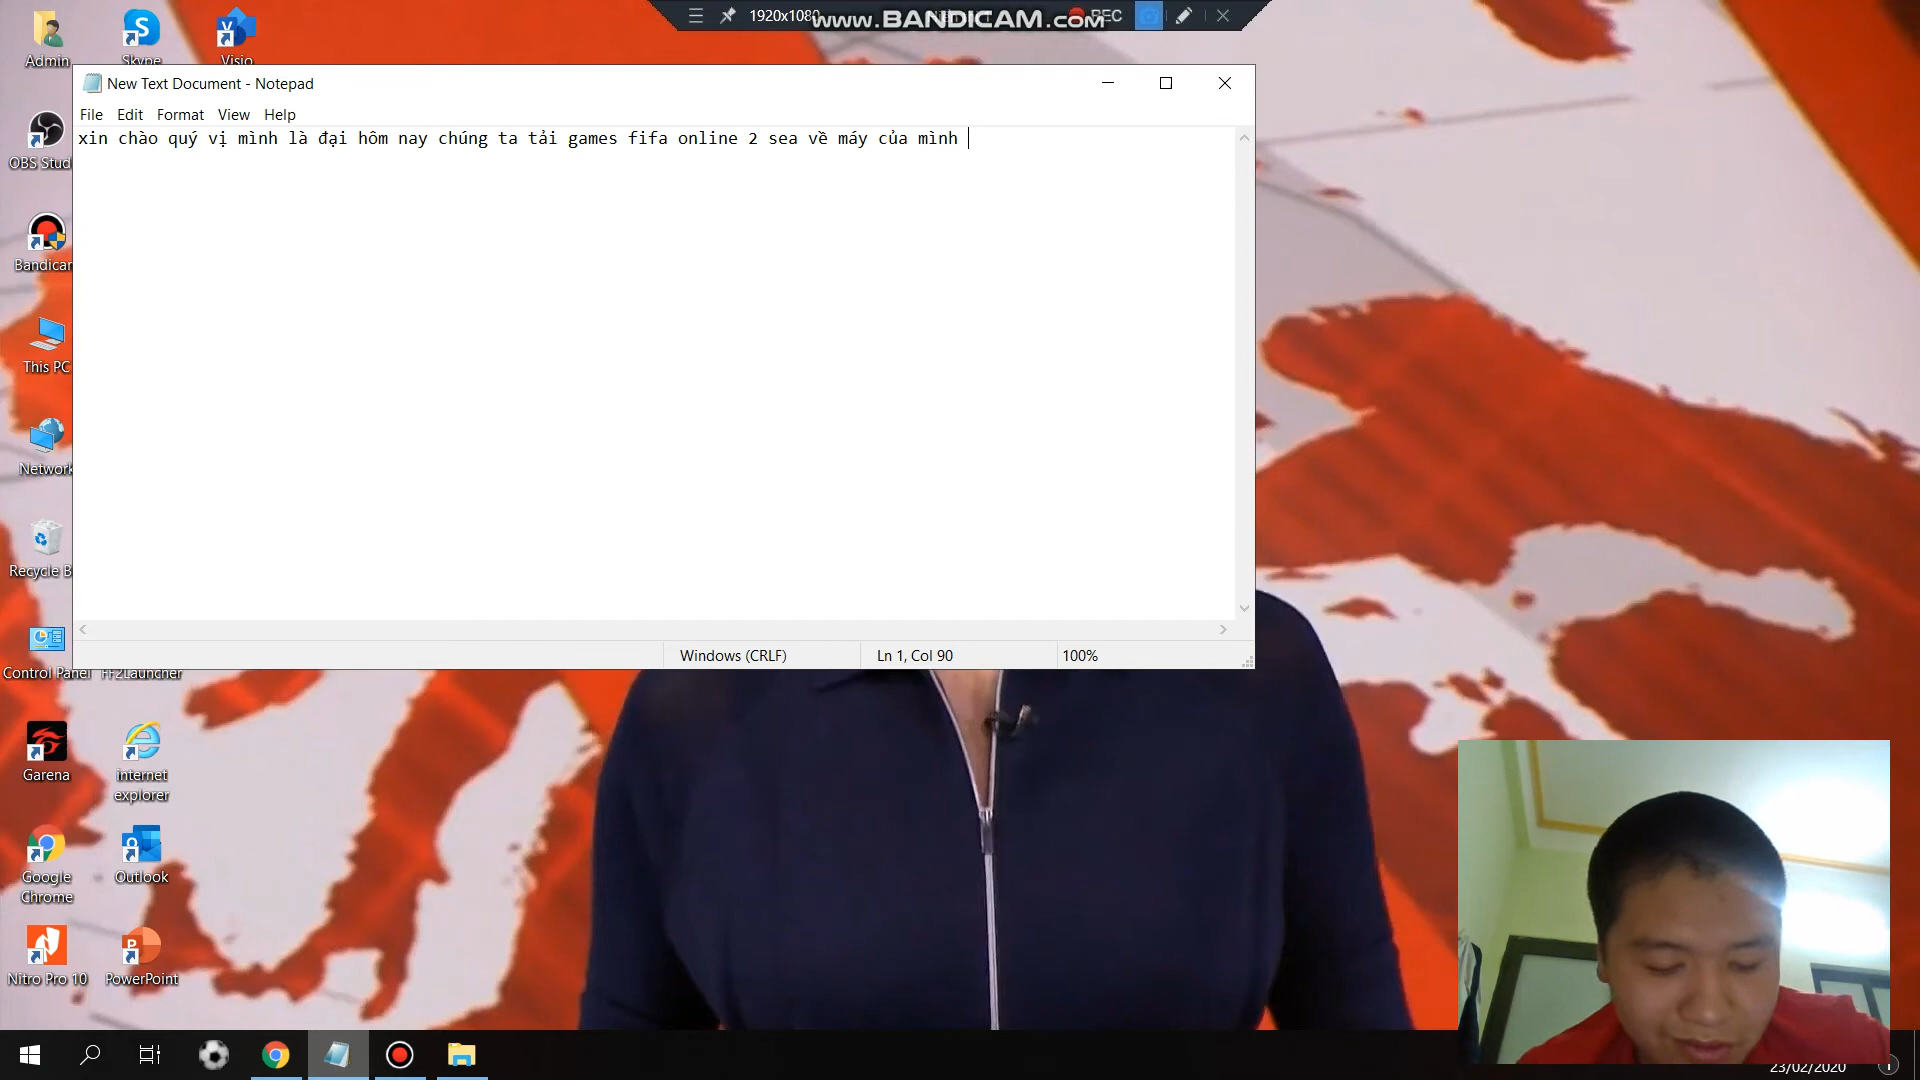 1920x1080
www.BANDICAM.com
REC
Admin
Skype
Visio
New Text Document - Notepad
File Edit Format View Help
xin chào quý vị mình là đại hôm nay chúng ta tải games fifa online 2 sea về máy của mình
OBS Stud
Bandicar
This PC
Network
Recycle B
Control Panel
FF2Launcher
Windows (CRLF)
Ln 1, Col 90
100%
Garena
internet
explorer
Google
Chrome
Outlook
Nitro Pro 10
PowerPoint
23/02/2020